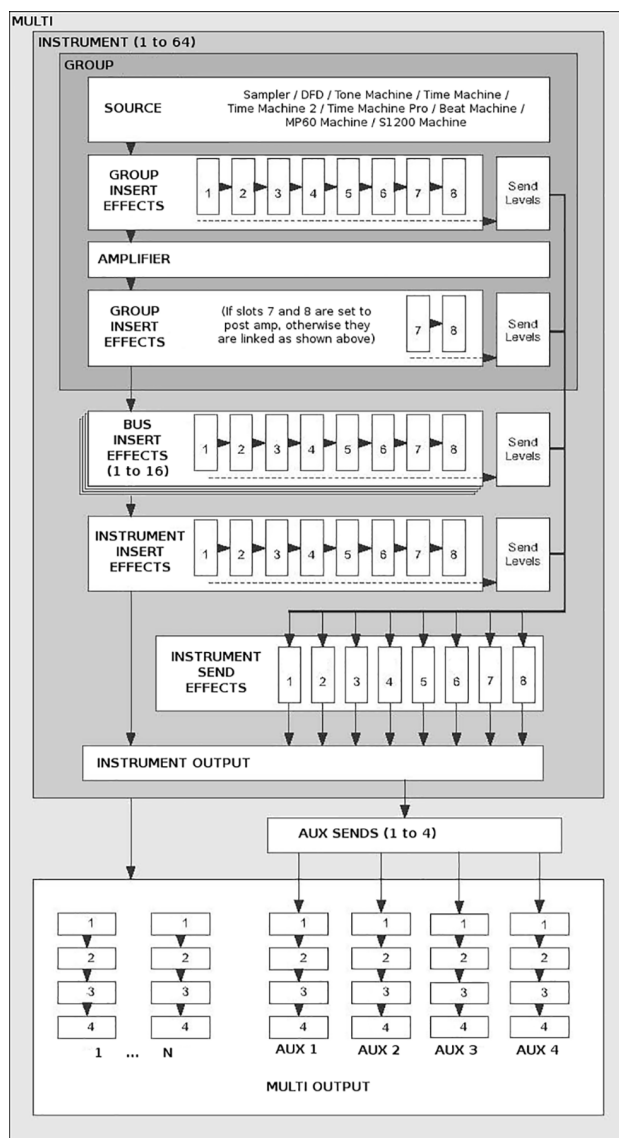 MULTI
INSTRUMENT (1 to 64)
GROUP
SOURCE
Sampler / DFD / Tone Machine / Time Machine /
Time Machine 2 / Time Machine Pro / Beat Machine /
MP60 Machine / S1200 Machine
GROUP
INSERT
EFFECTS
1 2 3 4 5 6 7 8
Send
Levels
AMPLIFIER
GROUP
INSERT
EFFECTS
(If slots 7 and 8 are set to
post amp, otherwise they
are linked as shown above)
7 8
Send
Levels
BUS
INSERT
EFFECTS
(1 to 16)
1 2 3 4 5 6 7 8
Send
Levels
INSTRUMENT
INSERT
EFFECTS
1 2 3 4 5 6 7 8
Send
Levels
INSTRUMENT
SEND
EFFECTS
1 2 3 4 5 6 7 8
INSTRUMENT OUTPUT
AUX SENDS (1 to 4)
1 1 1 1 1 1
2 2 2 2 2 2
3 3 3 3 3 3
4 4 4 4 4 4
1 ... N AUX 1 AUX 2 AUX 3 AUX 4
MULTI OUTPUT